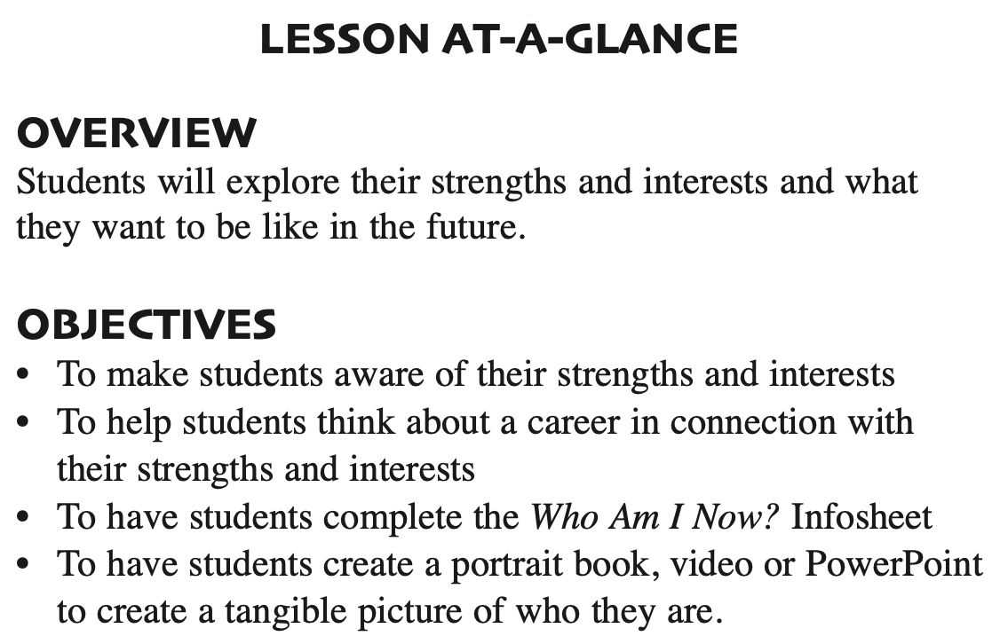 LESSON AT-A-GLANCE
OVERVIEW
Students will explore their strengths and interests and what
they want to be like in the future.
OBJECTIVES
• To make students aware of their strengths and interests
• To help students think about a career in connection with
their strengths and interests
• To have students complete the Who Am I Now? Infosheet
• To have students create a portrait book, video or PowerPoint
to create a tangible picture of who they are.